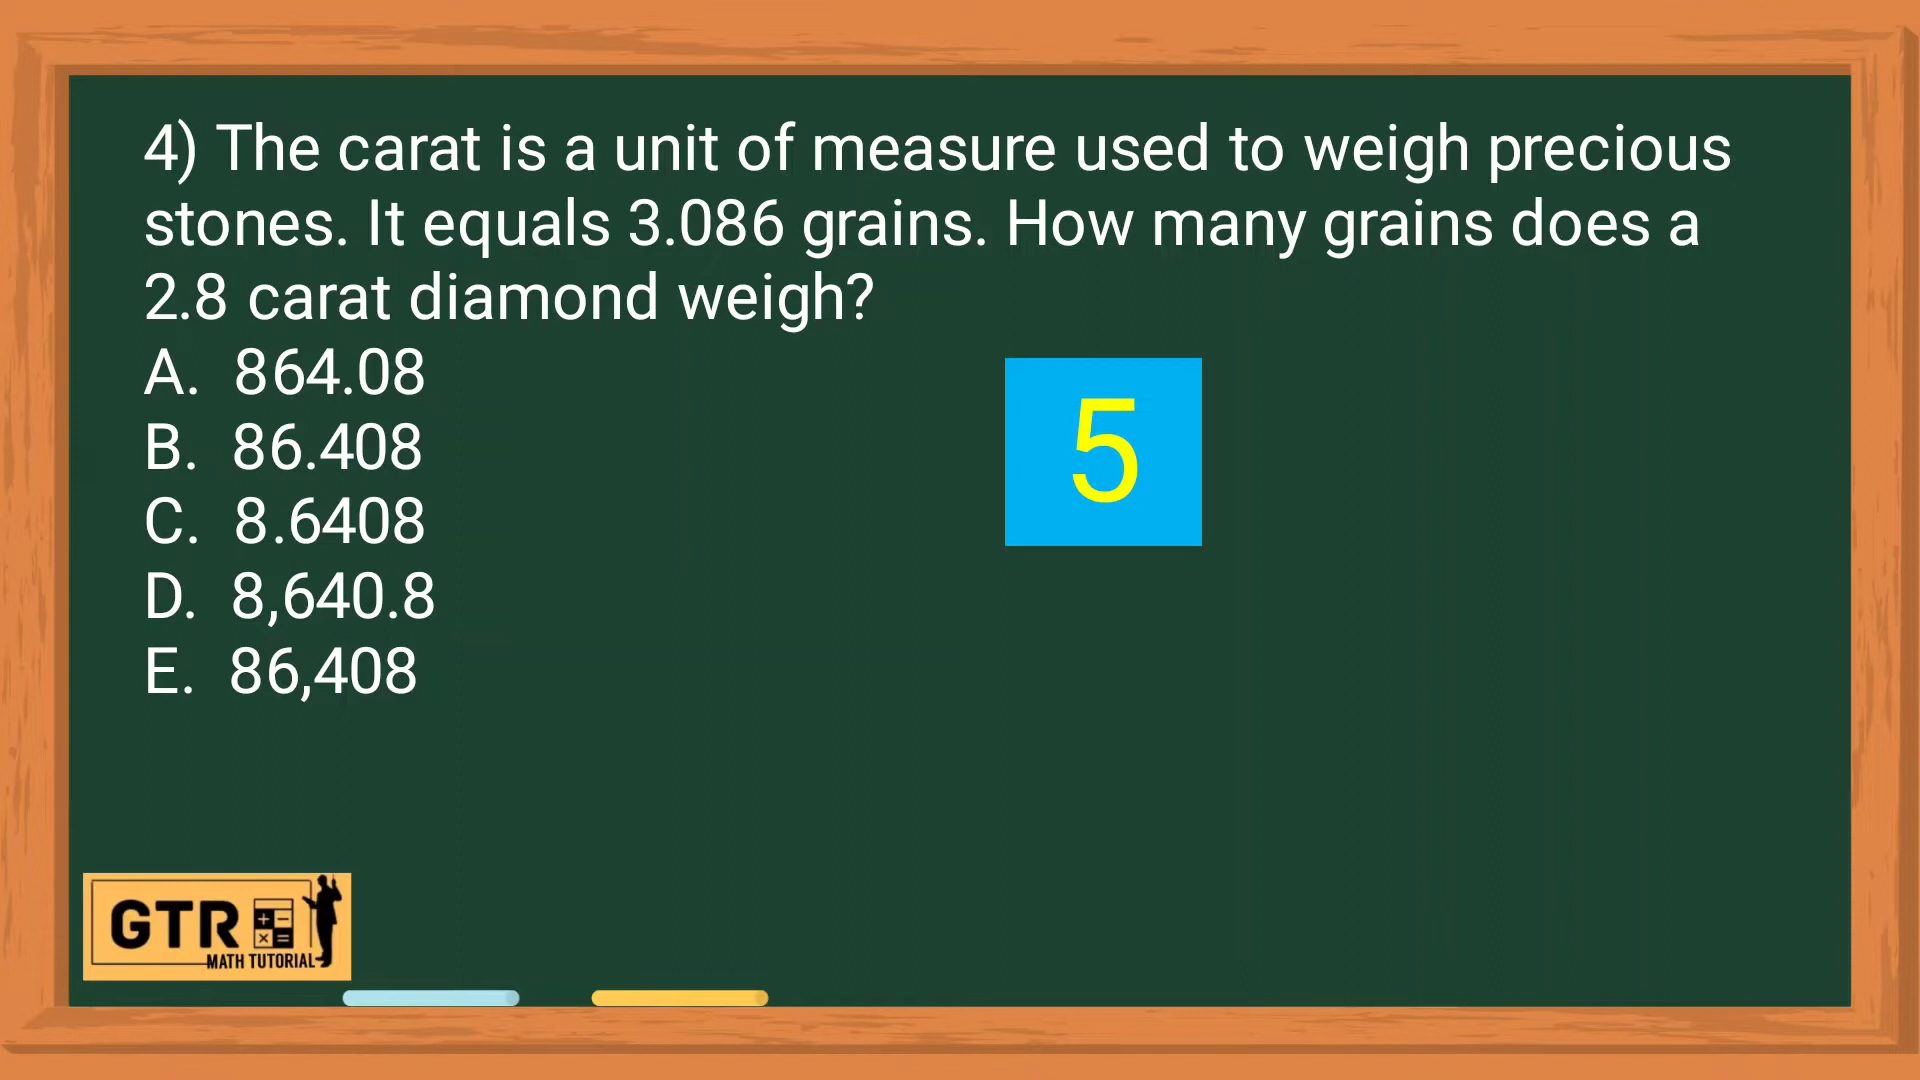 4) The carat is a unit of measure used to weigh precious
stones. It equals 3.086 grains. How many grains does a
2.8 carat diamond weigh?
A. 864.08
B. 86.408
C. 8.6408
D. 8,640.8
E. 86,408
5
GTR
MATH TUTORIAL